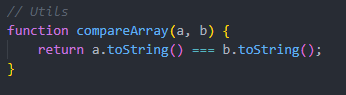 // Utils
function compareArray(a, b) {
    return a.toString() === b.toString();
}